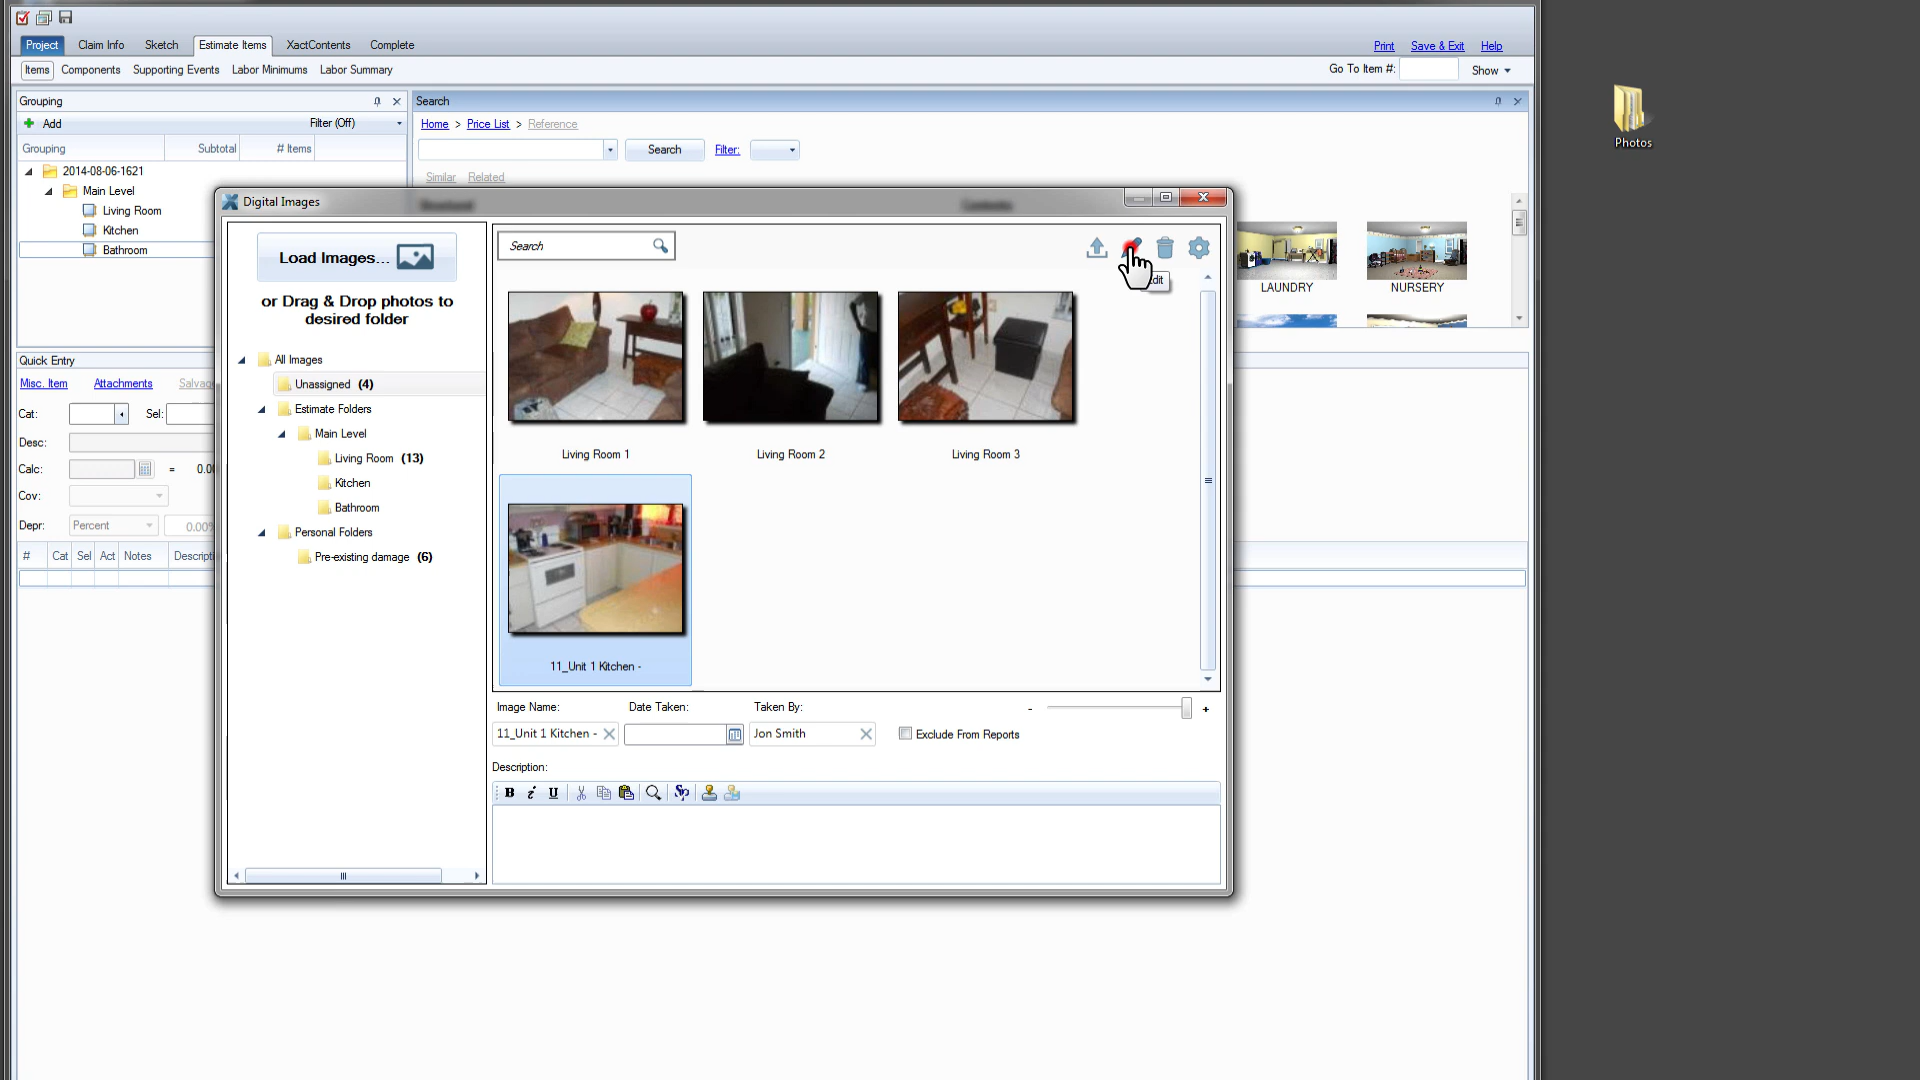 Project Claim Info Sketch Estimate Items XactContents Complete
Print Save & Exit Help
Items Components Supporting Events Labor Minimums Labor Summary
Go To Item #: Show
Grouping
Add Filter (Off)
Grouping Subtotal # Items
2014-08-06-1621
Main Level
Living Room
Kitchen
Bathroom
Search
Home > Price List > Reference
Search Filter:
Similar Related
LAUNDRY NURSERY
Photos
Quick Entry
Misc. Item Attachments
Cat: Sel:
Desc:
Calc: =
Cov:
Depr: Percent 0.00%
# Cat Sel Act Notes
Digital Images
Load Images...
or Drag & Drop photos to
desired folder
All Images
Unassigned (4)
Estimate Folders
Main Level
Living Room (13)
Kitchen
Bathroom
Personal Folders
Pre-existing damage (6)
Search
Living Room 1 Living Room 2 Living Room 3
11_Unit 1 Kitchen -
Image Name: Date Taken: Taken By: - +
11_Unit 1 Kitchen - Jon Smith Exclude From Reports
Description:
B i U